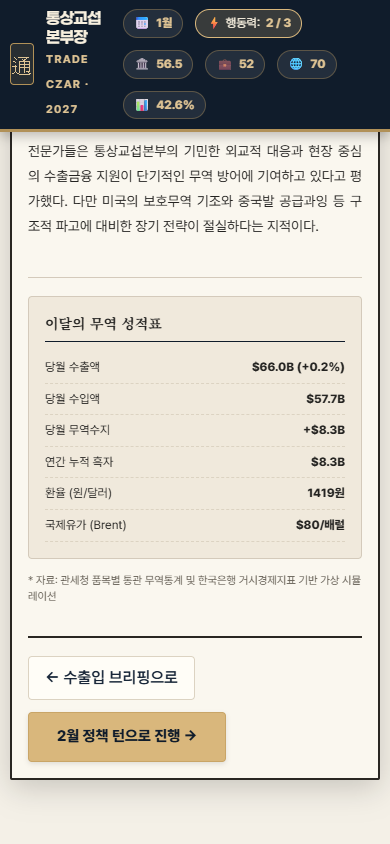 通
통상교섭
본부장
TRADE
CZAR ·
2027
1월
행동력: 2 / 3
56.5
52
70
42.6%
전문가들은 통상교섭본부의 기민한 외교적 대응과 현장 중심
의 수출금융 지원이 단기적인 무역 방어에 기여하고 있다고 평
가했다. 다만 미국의 보호무역 기조와 중국발 공급과잉 등 구
조적 파고에 대비한 장기 전략이 절실하다는 지적이다.
이달의 무역 성적표
당월 수출액 $66.0B (+0.2%)
당월 수입액 $57.7B
당월 무역수지 +$8.3B
연간 누적 흑자 $8.3B
환율 (원/달러) 1419원
국제유가 (Brent) $80/배럴
* 자료: 관세청 품목별 통관 무역통계 및 한국은행 거시경제지표 기반 가상 시뮬
레이션
← 수출입 브리핑으로
2월 정책 턴으로 진행 →